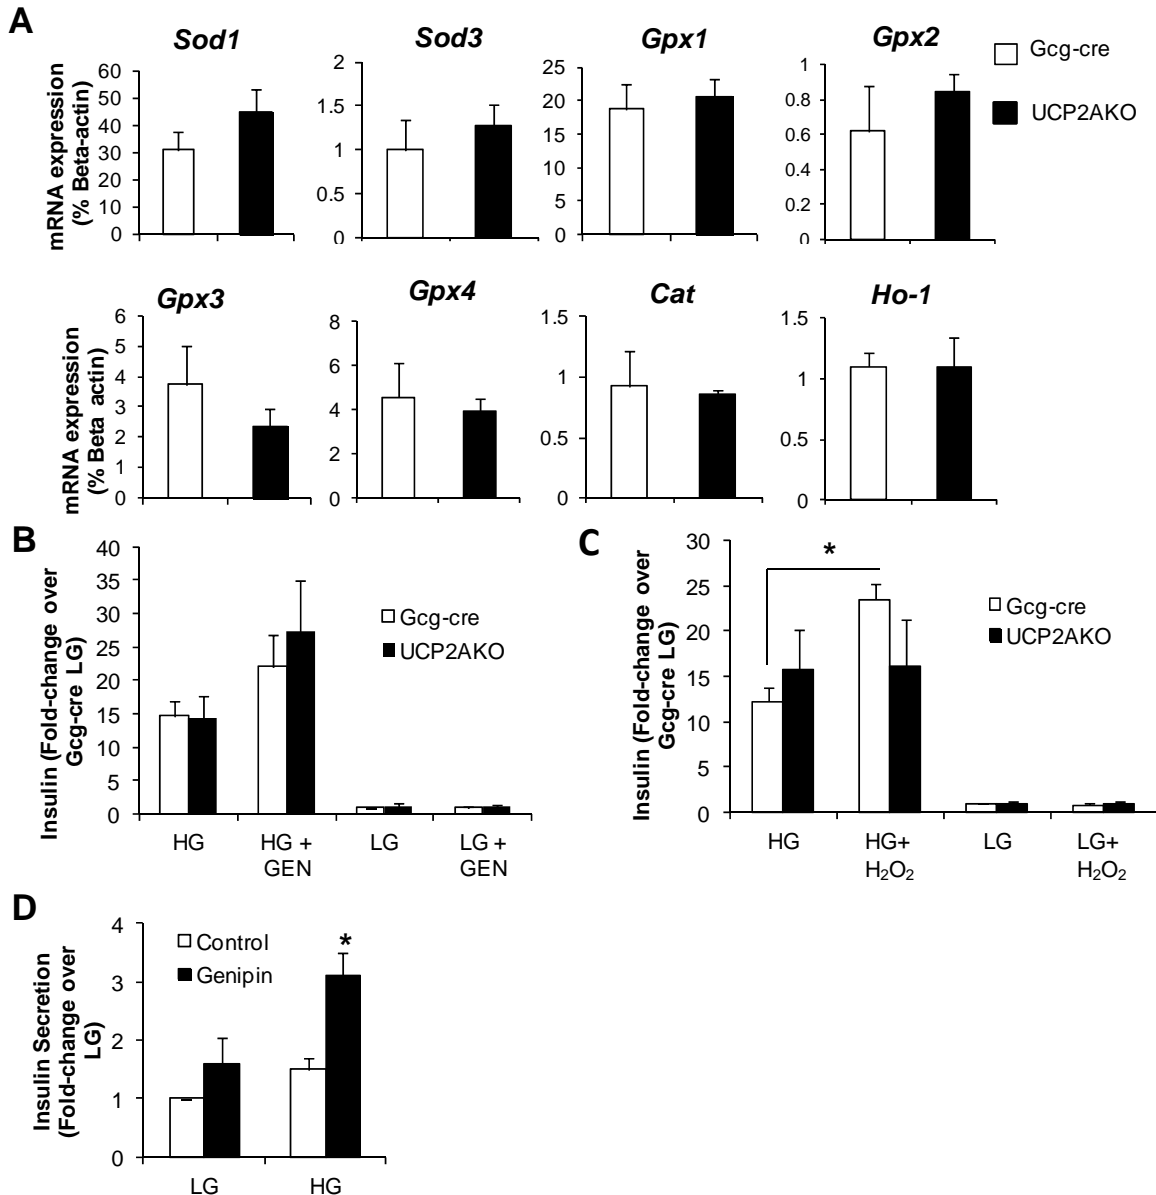 A
Sod1
Sod3
Gpx1
Gpx2
Gcg-cre
UCP2AKO
mRNA expression
(% Beta-actin)
60
50
40
30
20
10
0
2
1.5
1
0.5
0
25
20
15
10
5
0
1
0.8
0.6
0.4
0.2
0
Gpx3
Gpx4
Cat
Ho-1
mRNA expression
(% Beta actin)
6
5
4
3
2
1
0
8
6
4
2
0
1.5
1
0.5
0
1.5
1
0.5
0
B
Insulin (Fold-change over
Gcg-cre LG)
40
35
30
25
20
15
10
5
0
Gcg-cre
UCP2AKO
HG
HG +
GEN
LG
LG +
GEN
C
Insulin (Fold-change over
Gcg-cre LG)
30
25
20
15
10
5
0
*
Gcg-cre
UCP2AKO
HG
HG+
H₂O₂
LG
LG+
H₂O₂
D
Insulin Secretion
(Fold-change over
LG)
4
3
2
1
0
Control
Genipin
*
LG
HG